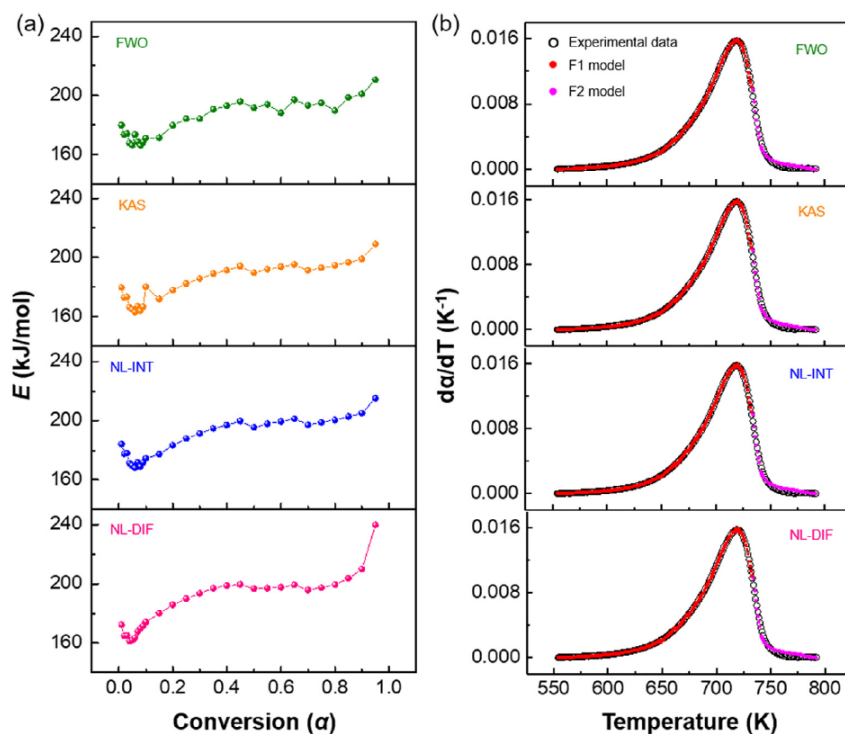 (a)
240
FWO
200
160
240
KAS
200
160
240
NL-INT
200
160
240
NL-DIF
200
160
0.0 0.2 0.4 0.6 0.8 1.0
E (kJ/mol)
Conversion (α)
(b)
0.016
Experimental data
FWO
F1 model
0.008
F2 model
0.000
0.016
KAS
0.008
0.000
0.016
NL-INT
0.008
0.000
0.016
NL-DIF
0.008
0.000
550 600 650 700 750 800
dα/dT (K⁻¹)
Temperature (K)